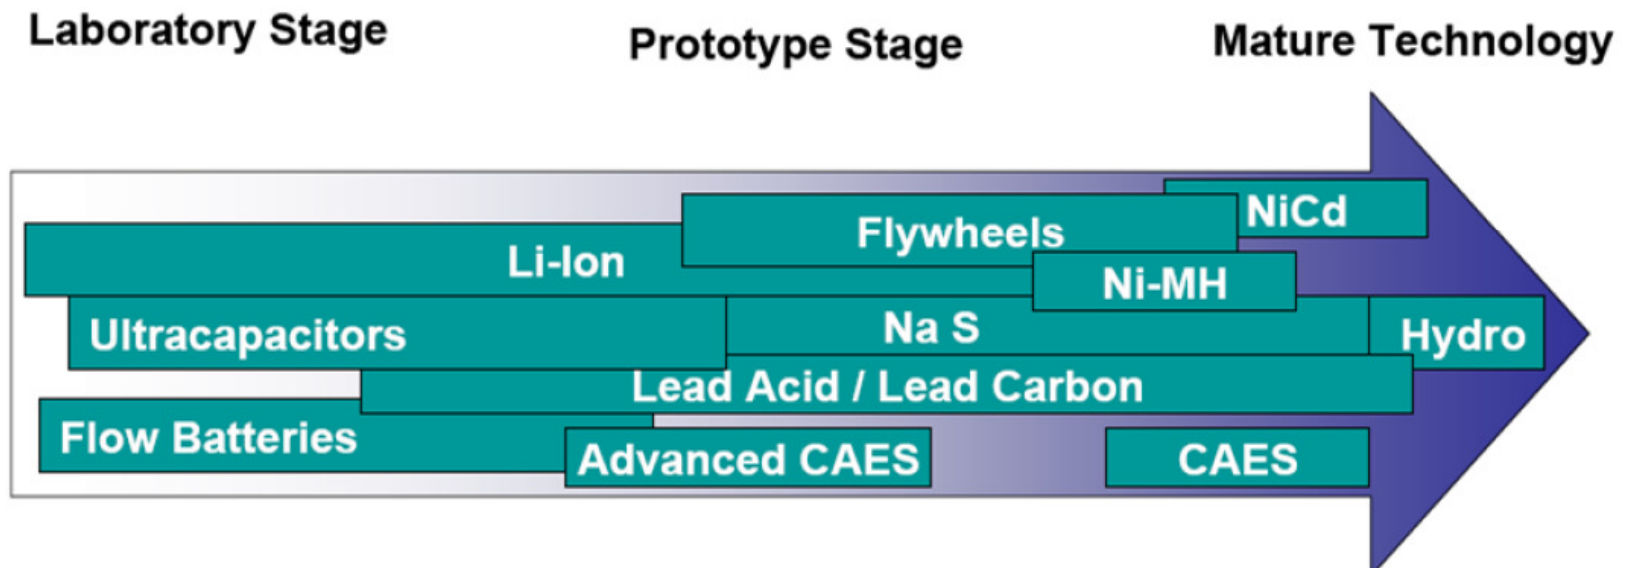 Laboratory Stage
Prototype Stage
Mature Technology
NiCd
Flywheels
Li-Ion
Ni-MH
Ultracapacitors
Na S
Hydro
Lead Acid / Lead Carbon
Flow Batteries
Advanced CAES
CAES